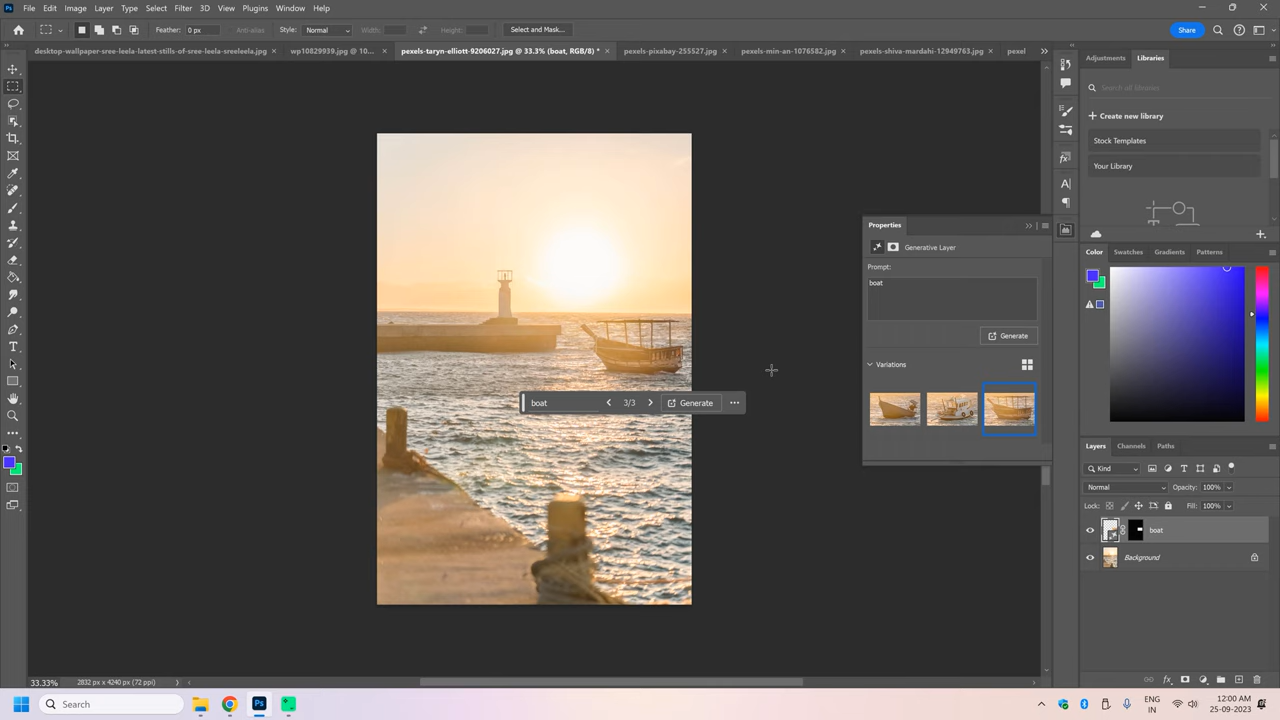 File Edit Image Layer Type Select Filter 3D View Plugins Window Help
Feather: 0 px Anti-alias Style: Normal Width: Height: Select and Mask... Share
desktop-wallpaper-sree-leela-latest-stills-of-sree-leela-sreeleela.jpg × wp10829939.jpg @ 10... × pexels-taryn-elliott-9206027.jpg @ 33.3% (boat, RGB/8) * × pexels-pixabay-255527.jpg × pexels-min-an-1076582.jpg × pexels-shiva-mardahi-12949763.jpg × pexel
Adjustments Libraries
Search all libraries
Create new library
Stock Templates
Your Library
Properties
Generative Layer
Prompt:
boat
Generate
Variations
boat 3/3 Generate
Color Swatches Gradients Patterns
Layers Channels Paths
Kind
Normal Opacity: 100%
Lock: Fill: 100%
boat
Background
33.33% 2832 px x 4240 px (72 ppi)
Search
Ps
ENG
IN
12:00 AM
25-09-2023